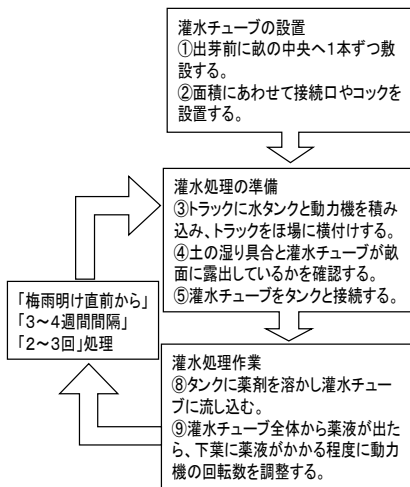 灌水チューブの設置
①出芽前に畝の中央へ1本ずつ敷
設する。
②面積にあわせて接続口やコックを
設置する。
灌水処理の準備
③トラックに水タンクと動力機を積
み込み、トラックをほ場に横付けする。
④土の湿り具合と灌水チューブが畝
面に露出しているかを確認する。
⑤灌水チューブをタンクと接続する。
「梅雨明け直前から」
「3～4週間間隔」
「2～3回」処理
灌水処理作業
⑧タンクに薬剤を溶かし灌水チュー
ブに流し込む。
⑨灌水チューブ全体から薬液が出た
ら、下葉に薬液がかかる程度に動力
機の回転数を調整する。